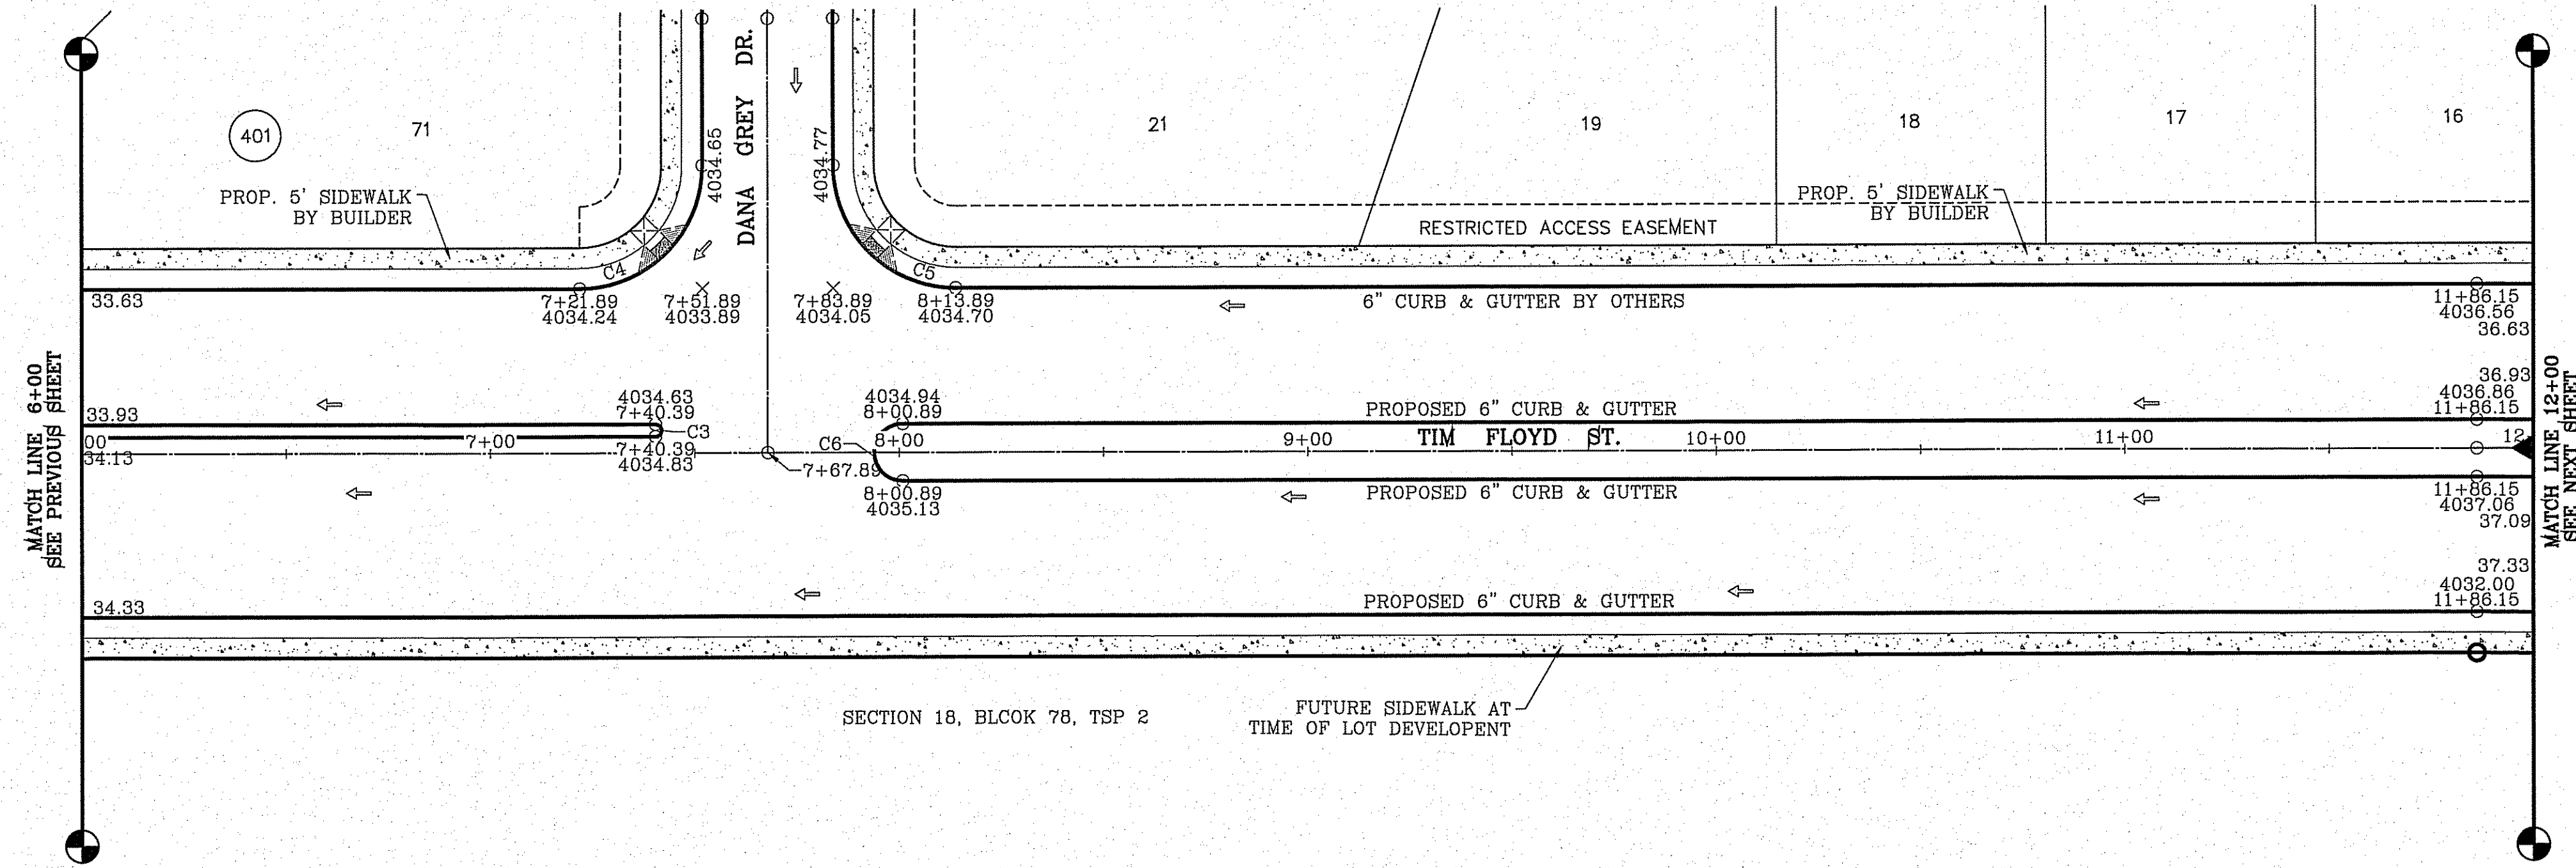 MATCH LINE 6+00
SEE PREVIOUS SHEET
401
71
PROP. 5' SIDEWALK
BY BUILDER
4034.65
DANA GREY DR.
4034.77
21
19
18
17
16
PROP. 5' SIDEWALK
BY BUILDER
RESTRICTED ACCESS EASEMENT
C4
C5
33.63
7+21.89
4034.24
7+51.89
4033.89
7+83.89
4034.05
8+13.89
4034.70
6" CURB & GUTTER BY OTHERS
11+86.15
4036.56
36.63
33.93
4034.63
7+40.39
4034.94
8+00.89
PROPOSED 6" CURB & GUTTER
36.93
4036.86
11+86.15
00
7+00
C3
C6
8+00
9+00
TIM FLOYD ST.
10+00
11+00
12
34.13
7+40.39
4034.83
7+67.89
8+00.89
4035.13
PROPOSED 6" CURB & GUTTER
11+86.15
4037.06
37.09
34.33
PROPOSED 6" CURB & GUTTER
37.33
4032.00
11+86.15
SECTION 18, BLCOK 78, TSP 2
FUTURE SIDEWALK AT
TIME OF LOT DEVELOPENT
MATCH LINE 12+00
SEE NEXT SHEET